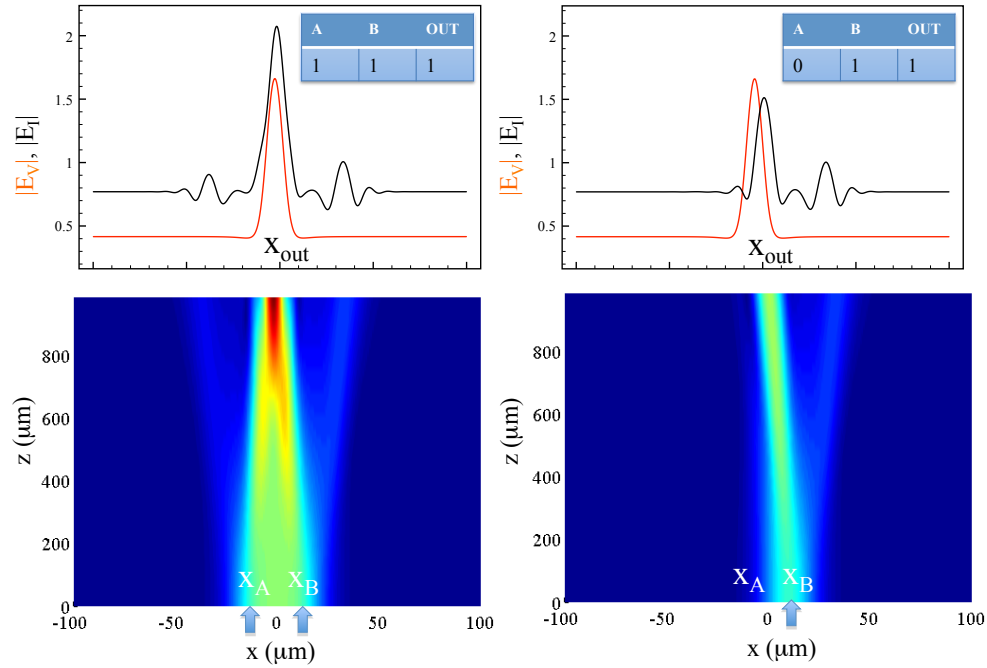 A B OUT
1 1 1
2
1.5
1
0.5
|E_V|, |E_I|
x_out
A B OUT
0 1 1
2
1.5
1
0.5
|E_V|, |E_I|
x_out
800
600
400
200
0
z (μm)
x_A x_B
-100 -50 0 50 100
x (μm)
800
600
400
200
0
z (μm)
x_A x_B
-100 -50 0 50 100
x (μm)